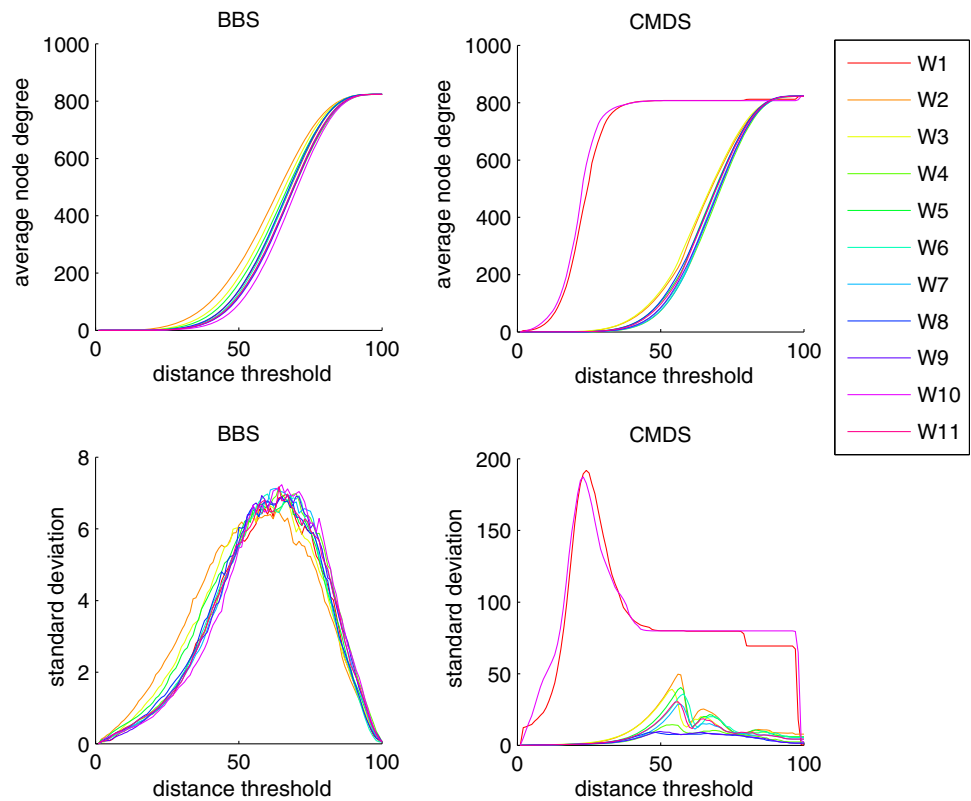 BBS
average node degree
1000
800
600
400
200
0
0
50
100
distance threshold
CMDS
average node degree
1000
800
600
400
200
0
0
50
100
distance threshold
W1
W2
W3
W4
W5
W6
W7
W8
W9
W10
W11
BBS
standard deviation
8
6
4
2
0
0
50
100
distance threshold
CMDS
standard deviation
200
150
100
50
0
0
50
100
distance threshold